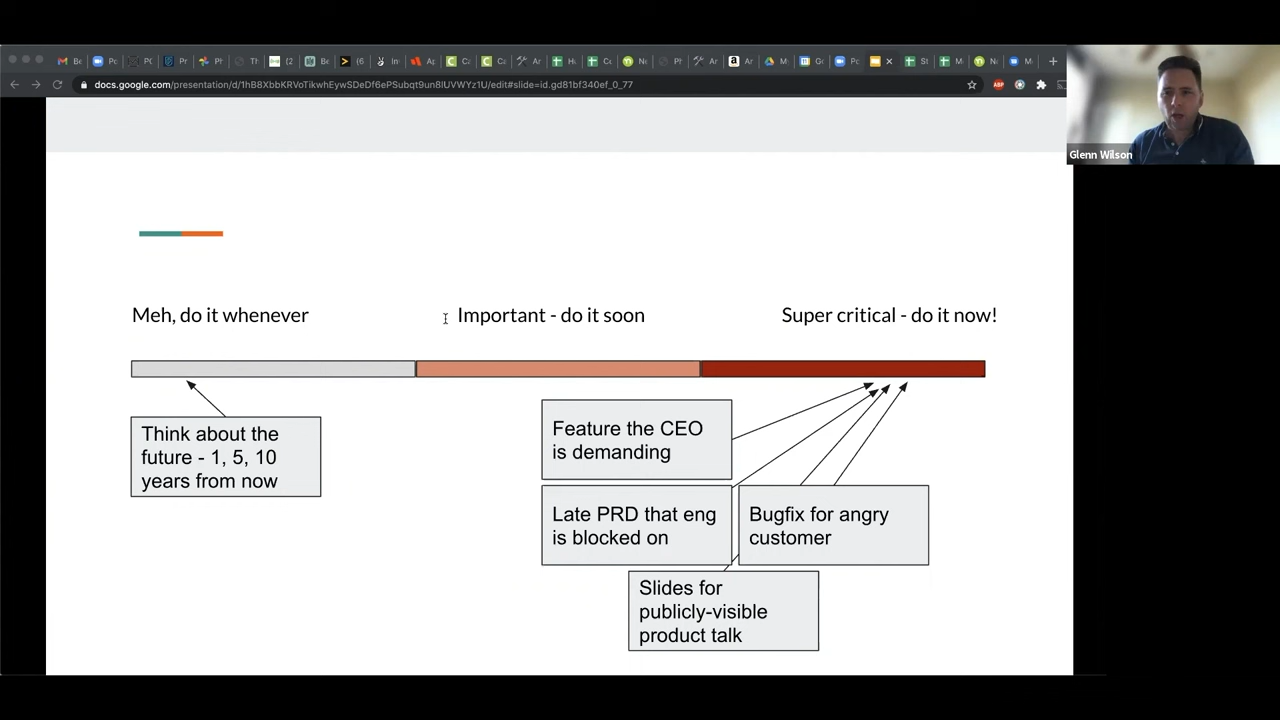 docs.google.com/presentation/d/1hB8XbbKRVoTikwhEywSDeDf6ePSubqt9un8lUVWYz1U/edit#slide=id.gd81bf340ef_0_77
ABP
Glenn Wilson
Meh, do it whenever
Important - do it soon
Super critical - do it now!
Think about the
future - 1, 5, 10
years from now
Feature the CEO
is demanding
Late PRD that eng
is blocked on
Bugfix for angry
customer
Slides for
publicly-visible
product talk